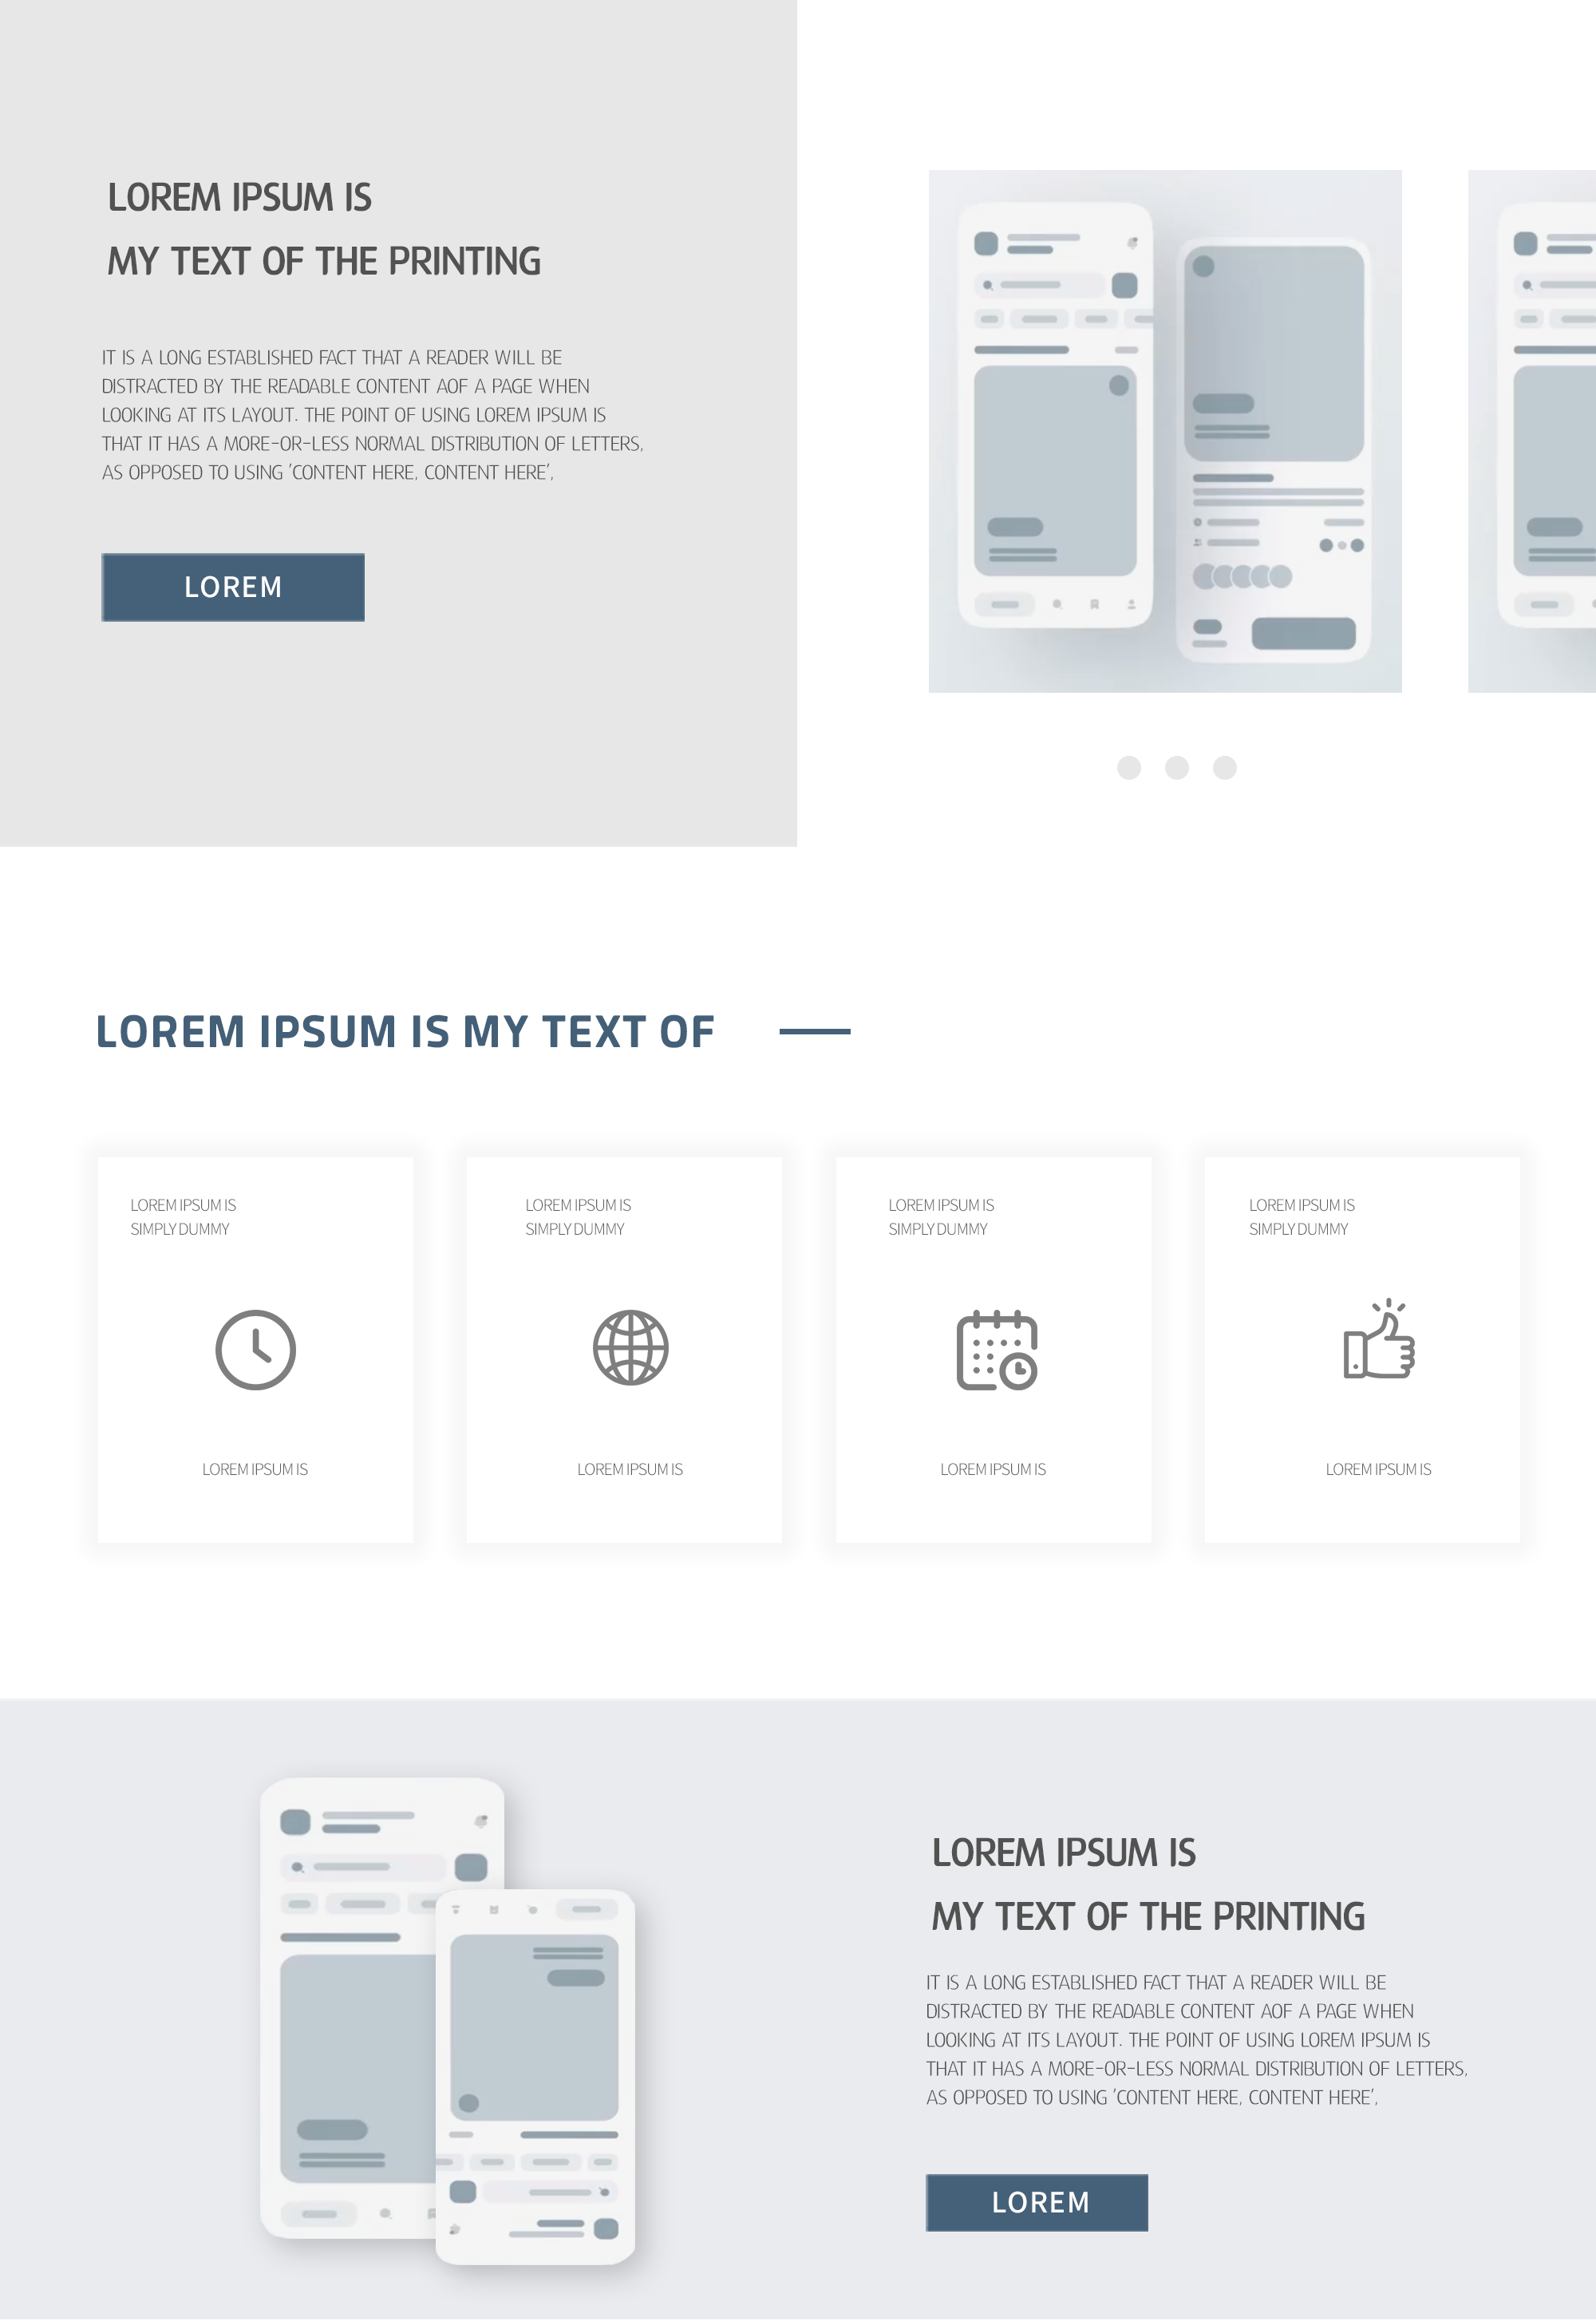 LOREM IPSUM IS
MY TEXT OF THE PRINTING
IT IS A LONG ESTABLISHED FACT THAT A READER WILL BE
DISTRACTED BY THE READABLE CONTENT AOF A PAGE WHEN
LOOKING AT ITS LAYOUT. THE POINT OF USING LOREM IPSUM IS
THAT IT HAS A MORE-OR-LESS NORMAL DISTRIBUTION OF LETTERS,
AS OPPOSED TO USING 'CONTENT HERE, CONTENT HERE',
LOREM
LOREM IPSUM IS MY TEXT OF
LOREM IPSUM IS
SIMPLY DUMMY
LOREM IPSUM IS
LOREM IPSUM IS
SIMPLY DUMMY
LOREM IPSUM IS
LOREM IPSUM IS
SIMPLY DUMMY
LOREM IPSUM IS
LOREM IPSUM IS
SIMPLY DUMMY
LOREM IPSUM IS
LOREM IPSUM IS
MY TEXT OF THE PRINTING
IT IS A LONG ESTABLISHED FACT THAT A READER WILL BE
DISTRACTED BY THE READABLE CONTENT AOF A PAGE WHEN
LOOKING AT ITS LAYOUT. THE POINT OF USING LOREM IPSUM IS
THAT IT HAS A MORE-OR-LESS NORMAL DISTRIBUTION OF LETTERS,
AS OPPOSED TO USING 'CONTENT HERE, CONTENT HERE',
LOREM